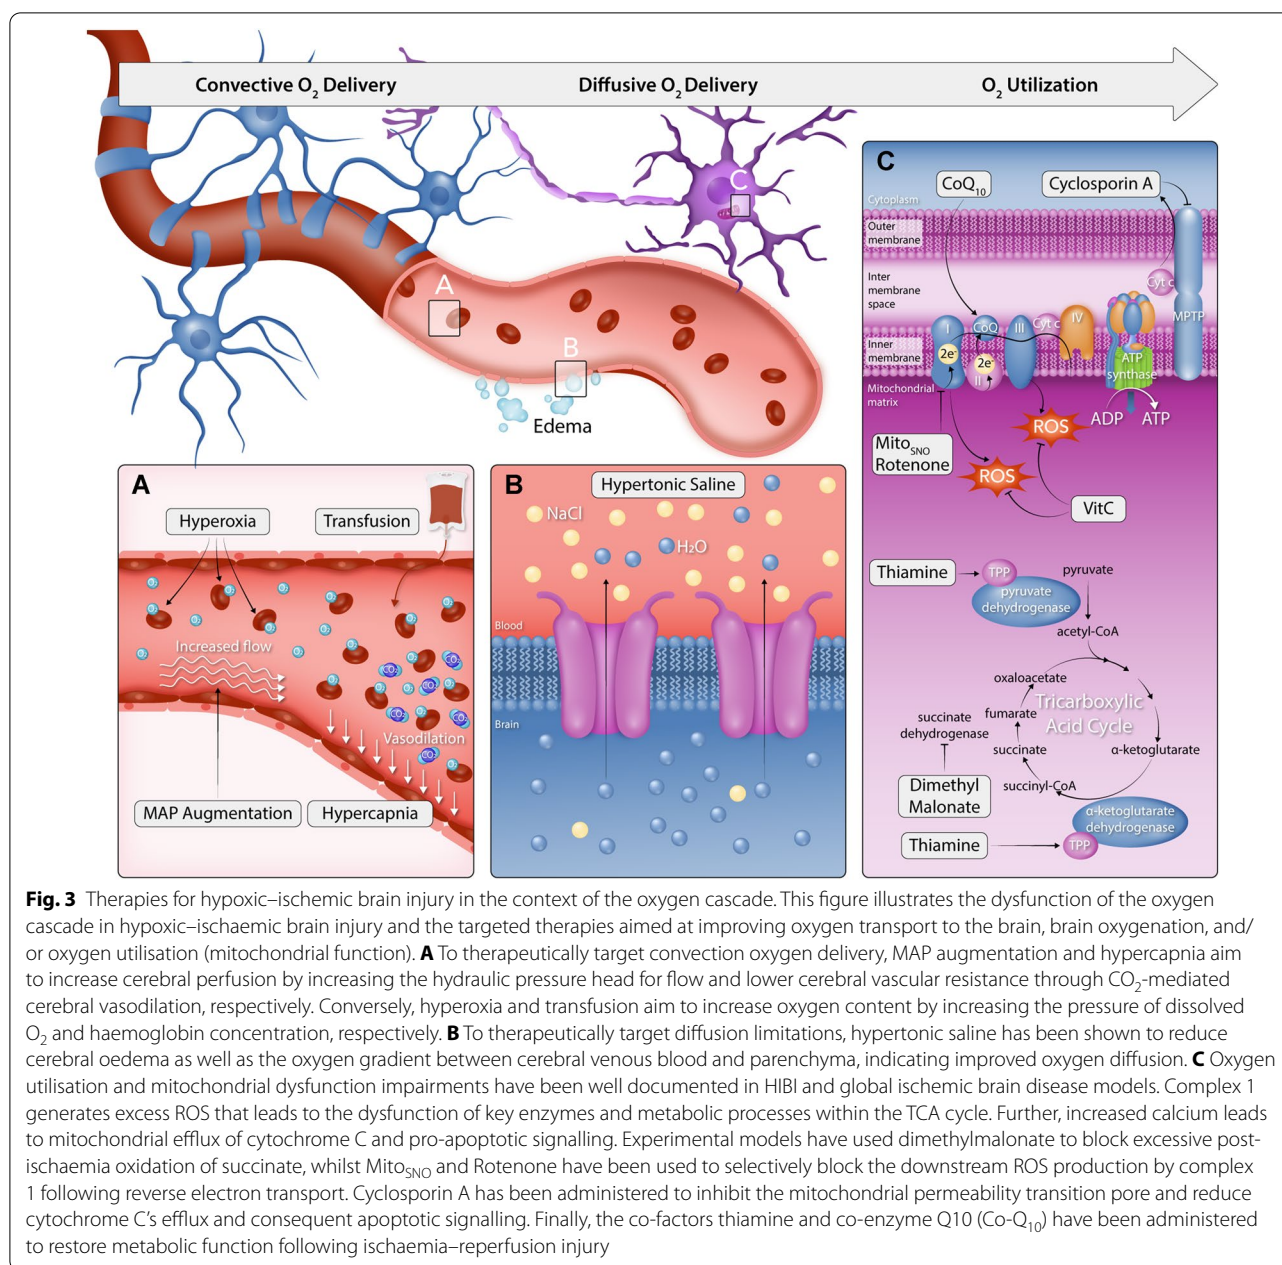 Convective O₂ Delivery
Diffusive O₂ Delivery
O₂ Utilization
A
B
C
Edema
A
Hyperoxia
Transfusion
O₂
O₂
O₂
O₂
O₂
O₂
O₂
O₂
O₂
Increased flow
CO₂
CO₂
CO₂
CO₂
CO₂
Vasodilation
MAP Augmentation
Hypercapnia
B
Hypertonic Saline
NaCl
H₂O
Blood
Brain
C
CoQ₁₀
Cyclosporin A
Cytoplasm
Outer
membrane
Inter
membrane
space
Cyt c
MPTP
I
CoQ
III
Cyt c
IV
Inner
membrane
2e⁻
2e⁻
II
ATP
synthase
Mitochondrial
matrix
ROS
ADP
ATP
Mito_SNO
Rotenone
ROS
VitC
Thiamine
TPP
pyruvate
pyruvate
dehydrogenase
acetyl-CoA
oxaloacetate
Tricarboxylic
Acid Cycle
fumarate
succinate
dehydrogenase
succinate
α-ketoglutarate
Dimethyl
Malonate
succinyl-CoA
α-ketoglutarate
dehydrogenase
Thiamine
TPP
Fig. 3 Therapies for hypoxic–ischemic brain injury in the context of the oxygen cascade. This figure illustrates the dysfunction of the oxygen
cascade in hypoxic–ischaemic brain injury and the targeted therapies aimed at improving oxygen transport to the brain, brain oxygenation, and/
or oxygen utilisation (mitochondrial function). A To therapeutically target convection oxygen delivery, MAP augmentation and hypercapnia aim
to increase cerebral perfusion by increasing the hydraulic pressure head for flow and lower cerebral vascular resistance through CO₂-mediated
cerebral vasodilation, respectively. Conversely, hyperoxia and transfusion aim to increase oxygen content by increasing the pressure of dissolved
O₂ and haemoglobin concentration, respectively. B To therapeutically target diffusion limitations, hypertonic saline has been shown to reduce
cerebral oedema as well as the oxygen gradient between cerebral venous blood and parenchyma, indicating improved oxygen diffusion. C Oxygen
utilisation and mitochondrial dysfunction impairments have been well documented in HIBI and global ischemic brain disease models. Complex 1
generates excess ROS that leads to the dysfunction of key enzymes and metabolic processes within the TCA cycle. Further, increased calcium leads
to mitochondrial efflux of cytochrome C and pro-apoptotic signalling. Experimental models have used dimethylmalonate to block excessive post-
ischaemia oxidation of succinate, whilst Mito_SNO and Rotenone have been used to selectively block the downstream ROS production by complex
1 following reverse electron transport. Cyclosporin A has been administered to inhibit the mitochondrial permeability transition pore and reduce
cytochrome C's efflux and consequent apoptotic signalling. Finally, the co-factors thiamine and co-enzyme Q10 (Co-Q₁₀) have been administered
to restore metabolic function following ischaemia–reperfusion injury